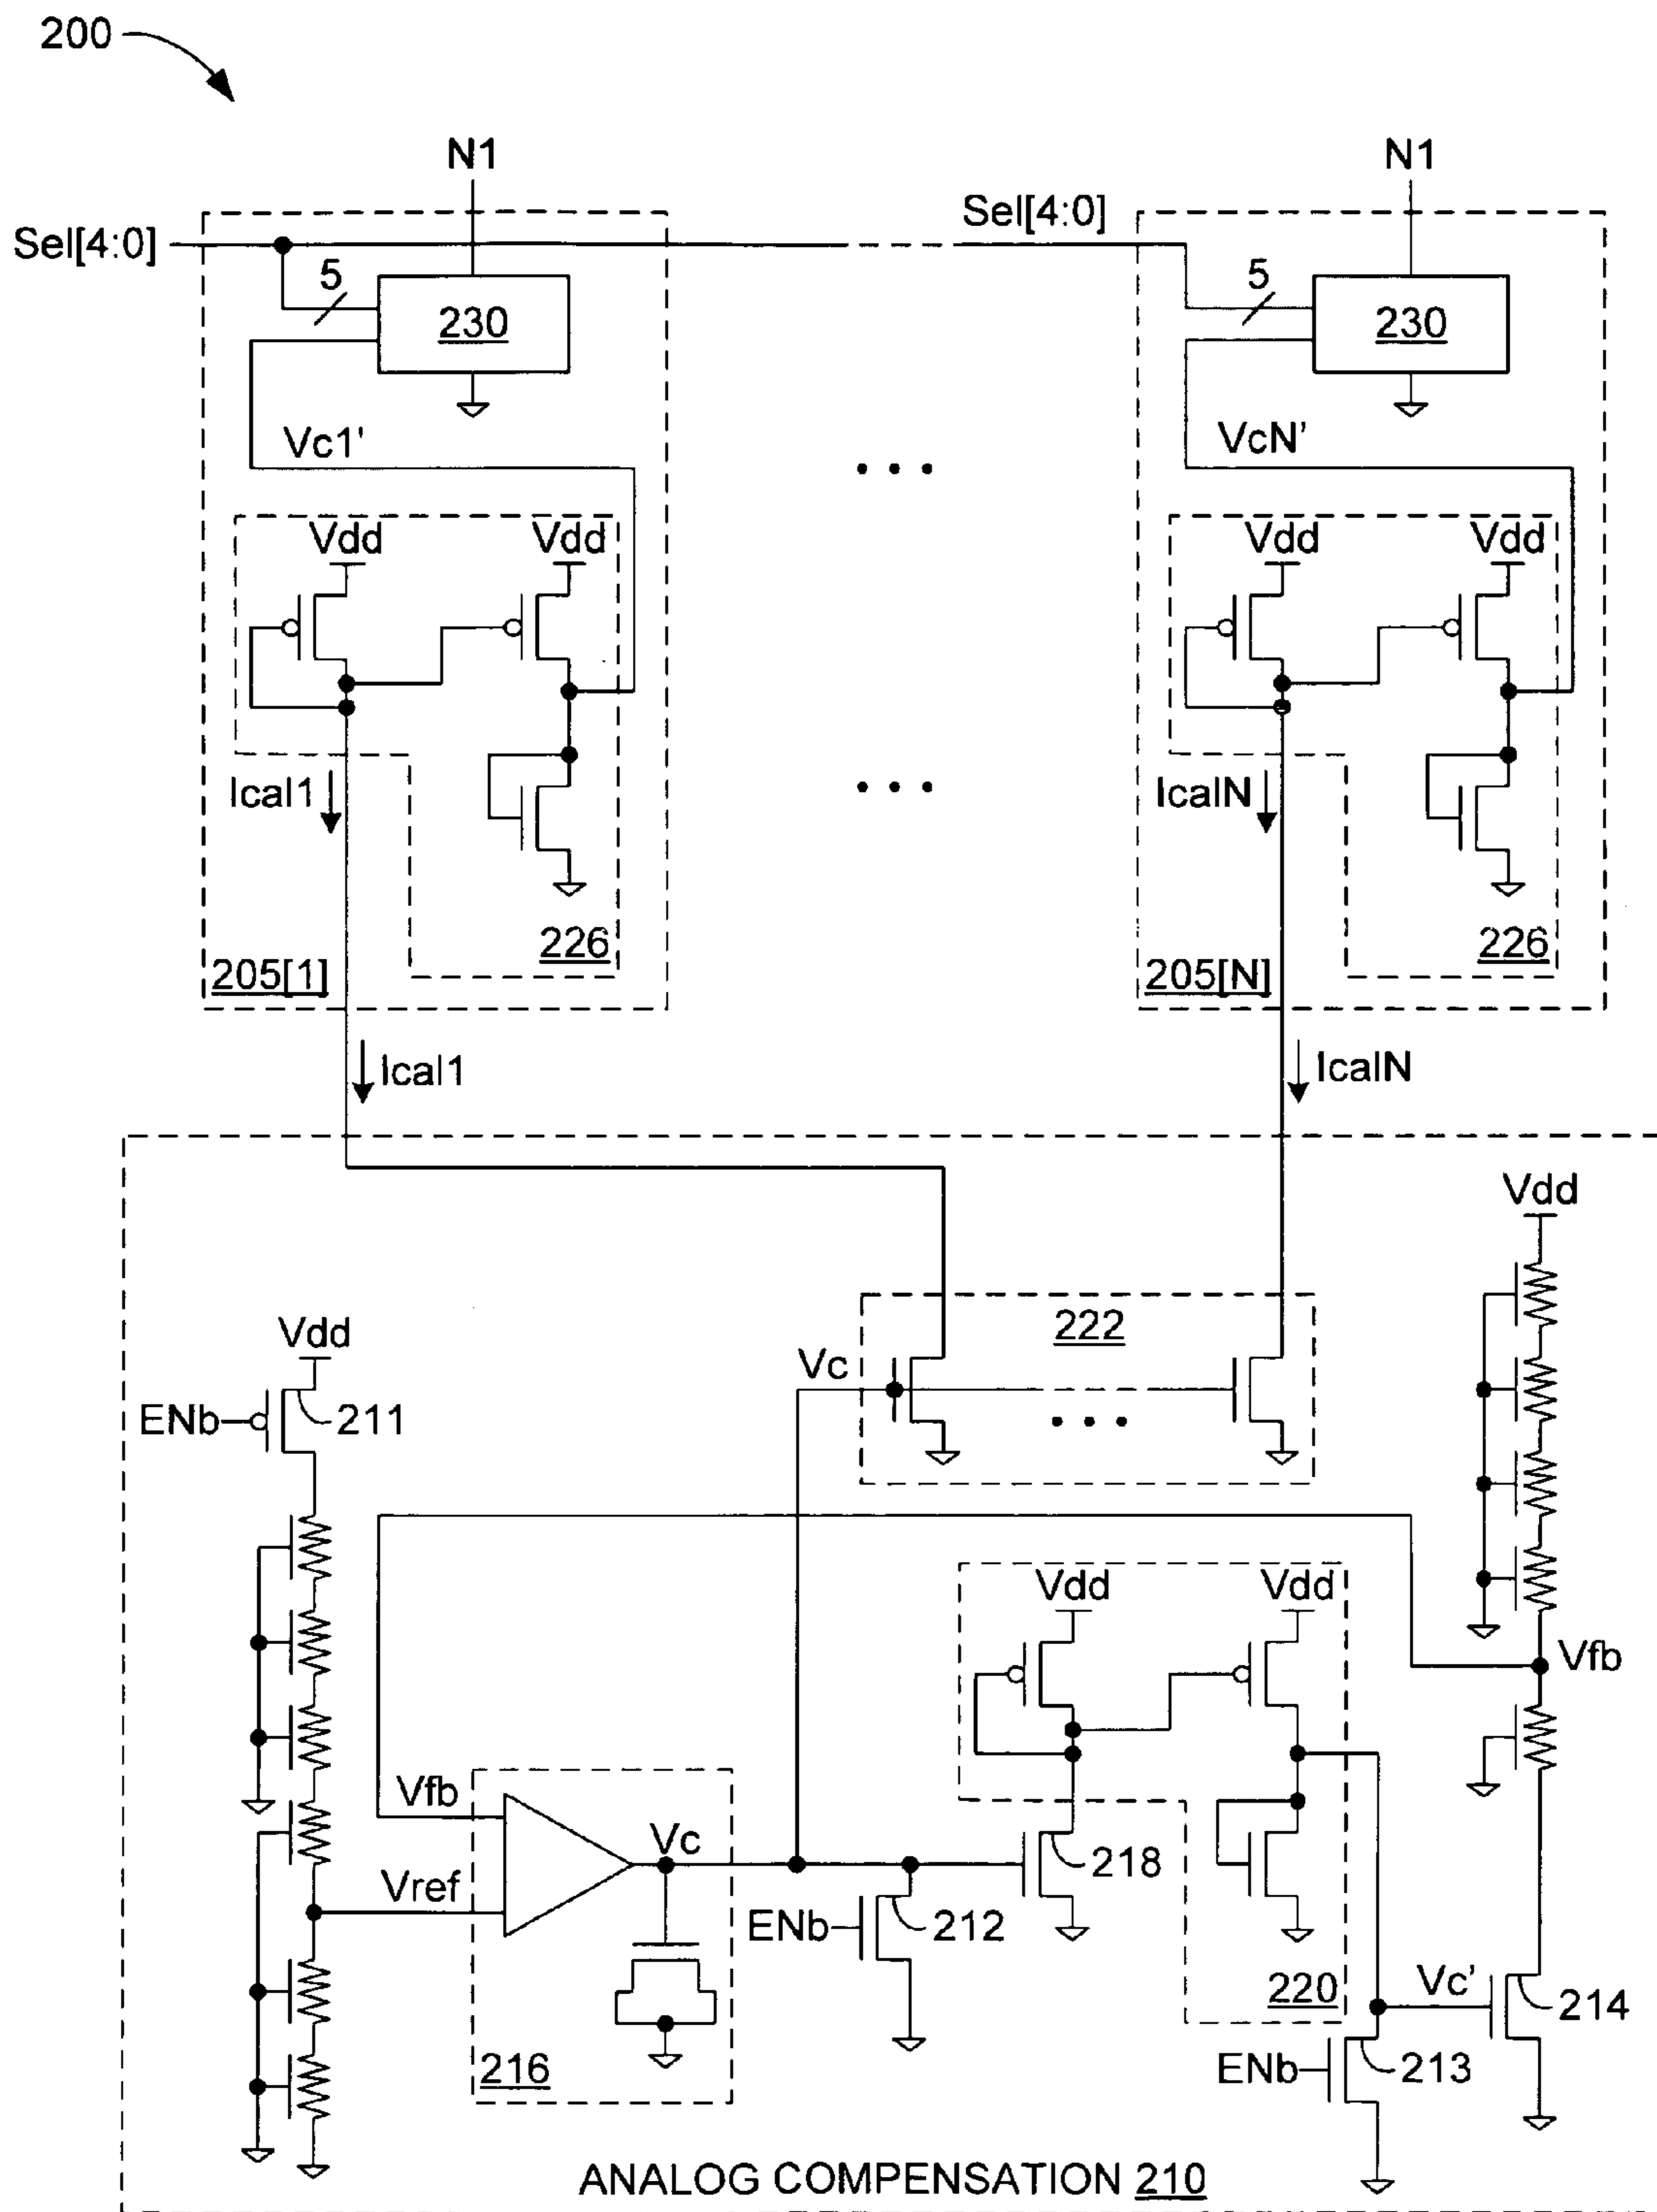 200
N1
N1
Sel[4:0]
Sel[4:0]
5
5
230
230
Vc1'
VcN’
Vdd
Vdd
Vdd
Vdd
Ical1
IcalN
226
226
205[1]
205[N]
Ical1
IcalN
Vdd
222
Vdd
Vc
ENb
211
Vdd
Vdd
Vfb
Vfb
Vc
218
Vref
ENb
212
220
Vc’
214
216
ENb
213
ANALOG COMPENSATION 210